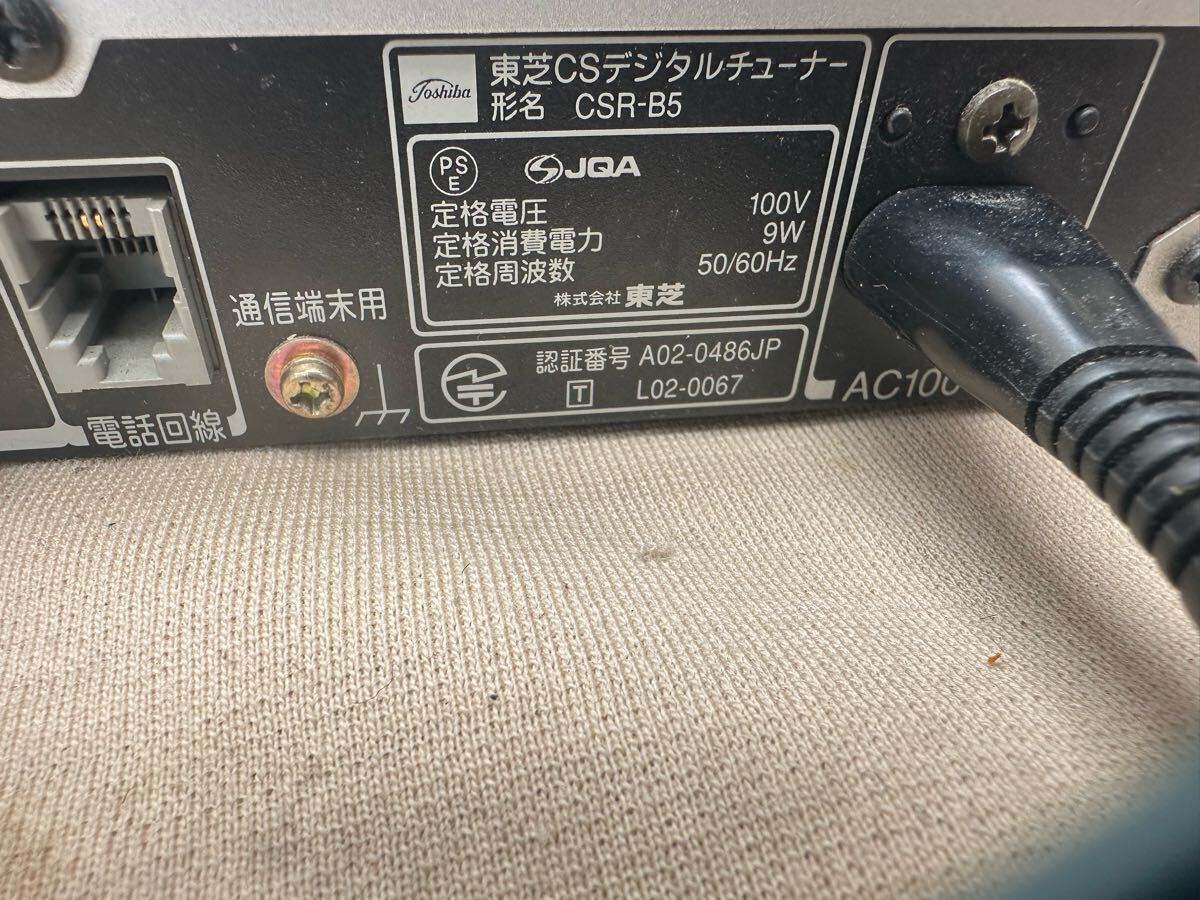 Toshiba
東芝CSデジタルチューナー
形名 CSR-B5
PS
E
JQA
定格電圧 100V
定格消費電力 9W
定格周波数 50/60Hz
株式会社 東芝
通信端末用
認証番号 A02-0486JP
T L02-0067
電話回線
AC100